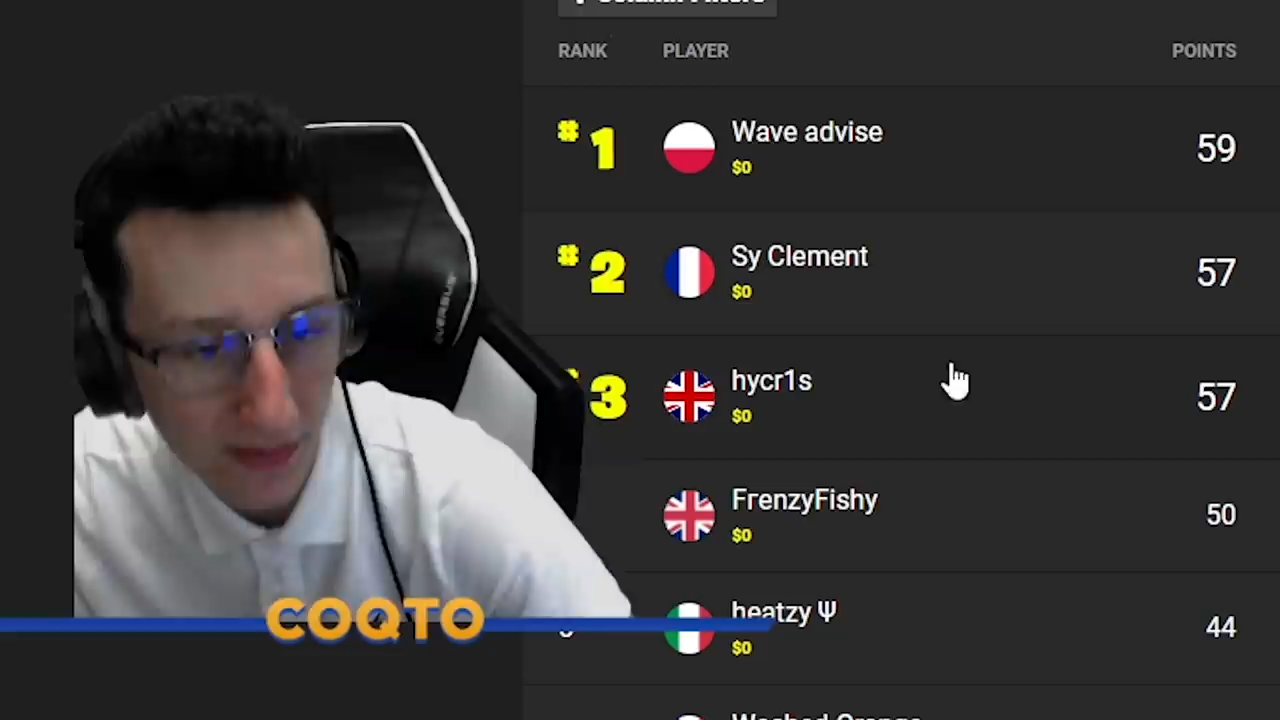 RANK PLAYER POINTS
#1 Wave advise 59
$0
#2 Sy Clement 57
$0
3 hycr1s 57
$0
FrenzyFishy 50
$0
heatzy Ψ 44
$0
COQTO